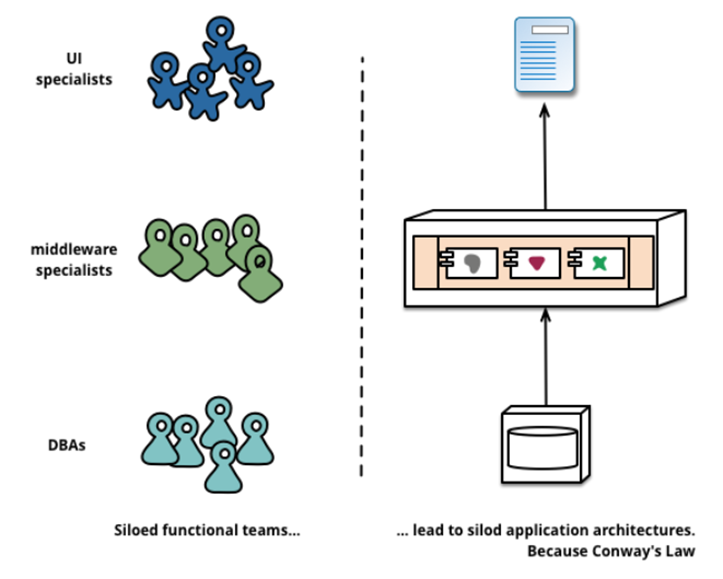 UI
specialists
middleware
specialists
DBAs
Siloed functional teams...
... lead to silod application architectures.
Because Conway's Law